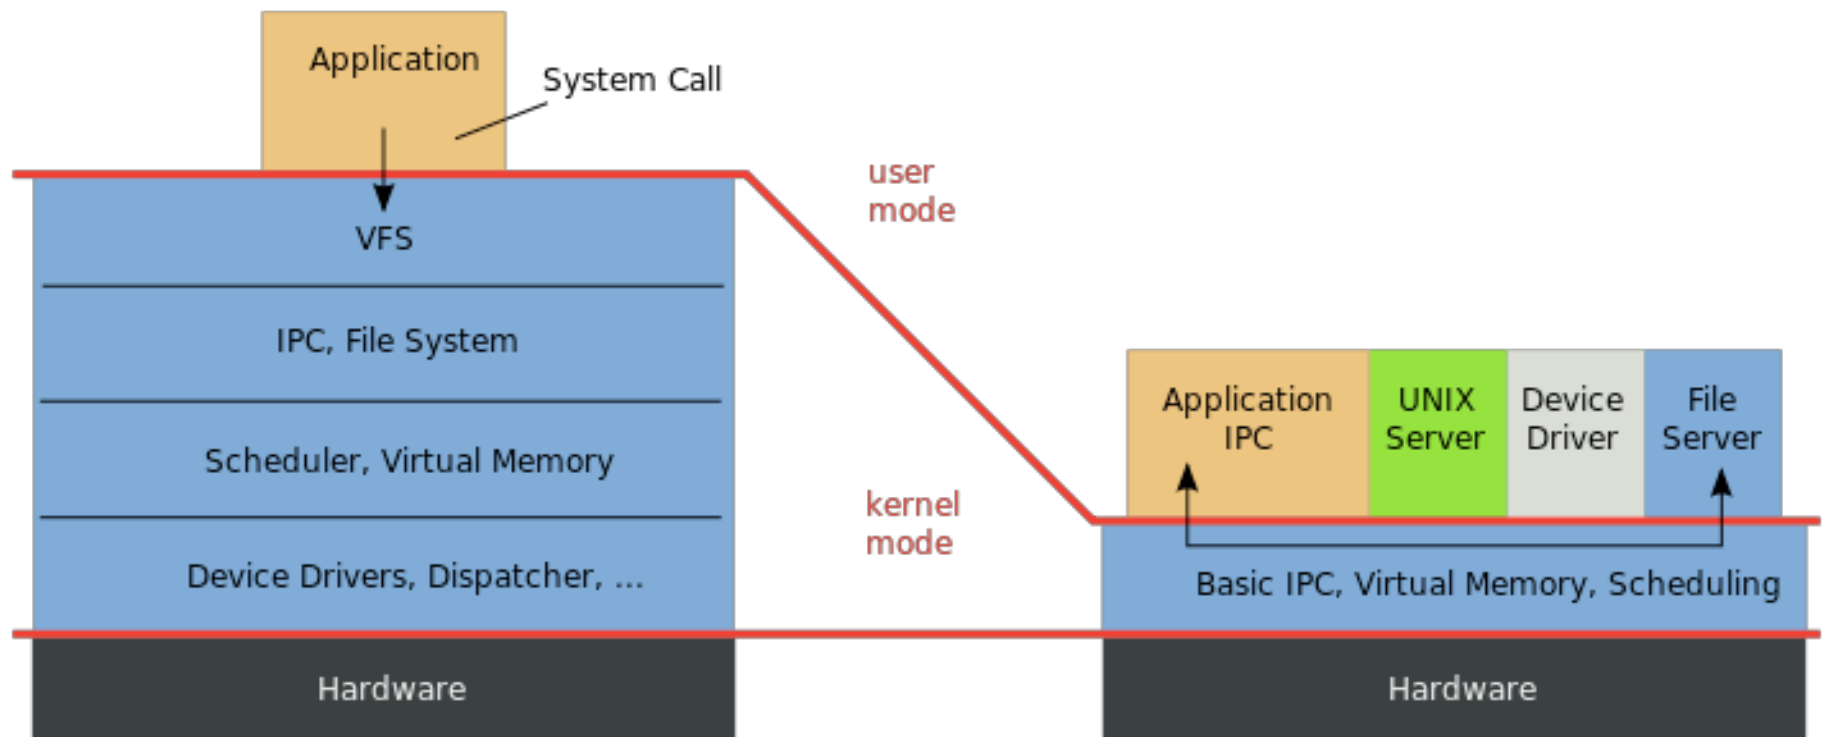 Application
System Call
VFS
IPC, File System
Scheduler, Virtual Memory
Device Drivers, Dispatcher, ...
Hardware
user
mode
kernel
mode
Application
IPC
UNIX
Server
Device
Driver
File
Server
Basic IPC, Virtual Memory, Scheduling
Hardware